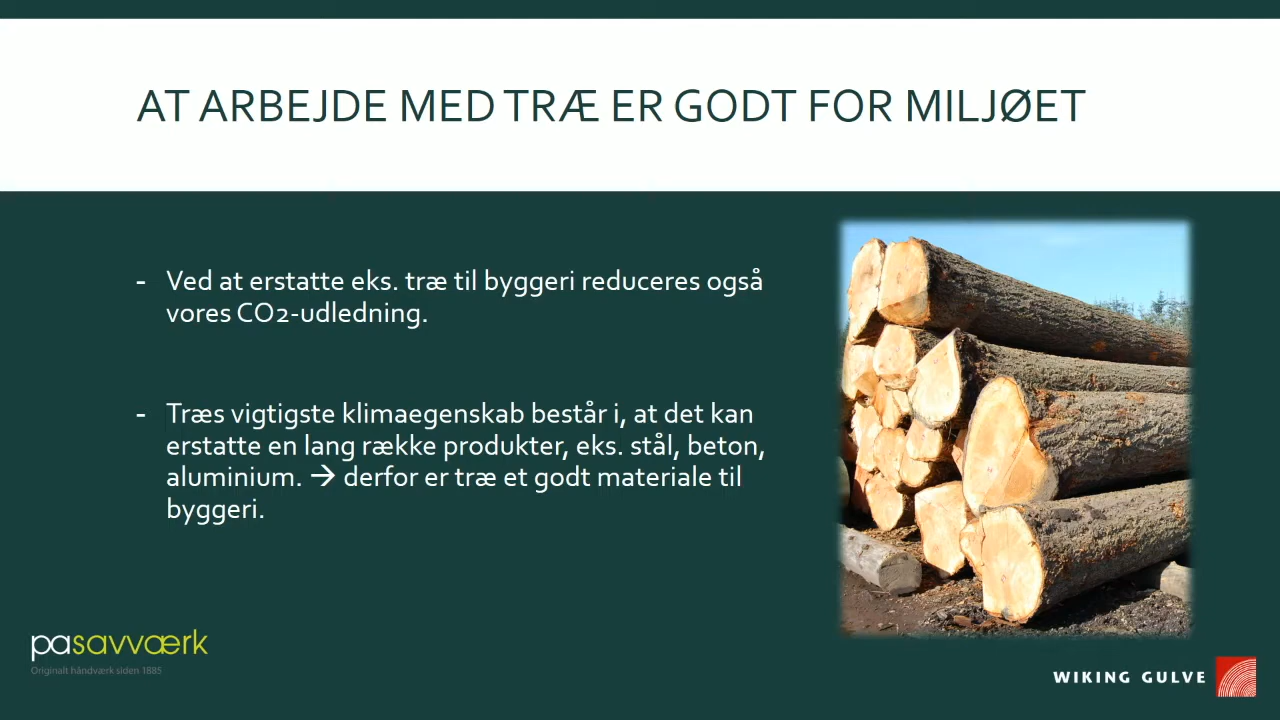 AT ARBEJDE MED TRÆ ER GODT FOR MILJØET
- Ved at erstatte eks. træ til byggeri reduceres også
vores CO2-udledning.
- Træs vigtigste klimaegenskab består i, at det kan
erstatte en lang række produkter, eks. stål, beton,
aluminium. → derfor er træ et godt materiale til
byggeri.
pasavværk
Originalt håndværk siden 1885
WIKING GULVE